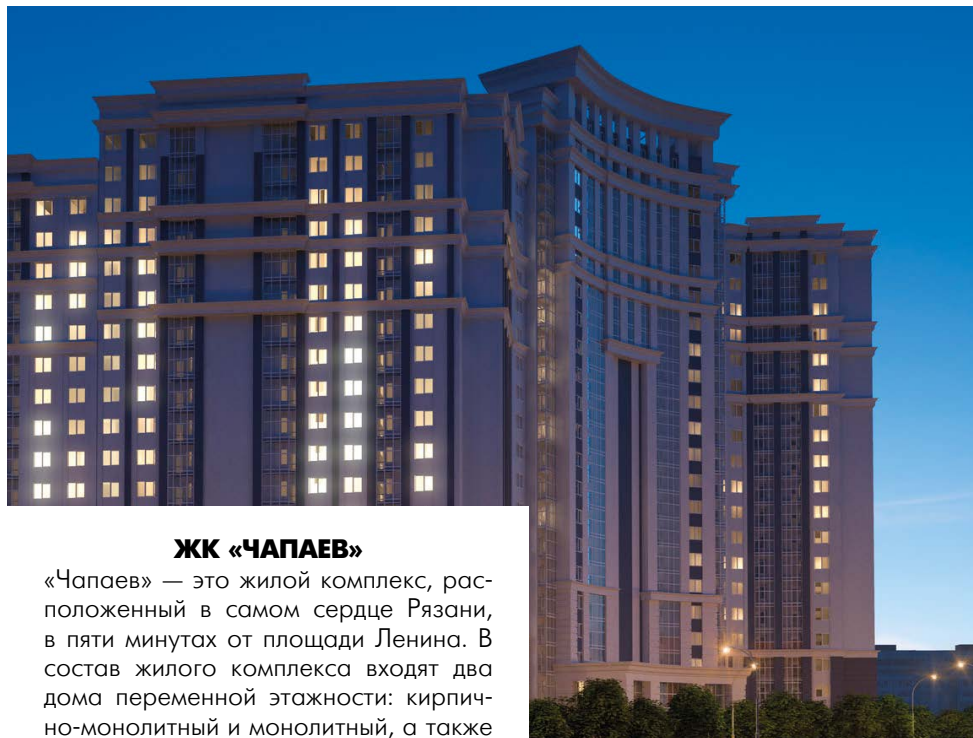 ЖК «ЧАПАЕВ»
«Чапаев» — это жилой комплекс, рас-
положенный в самом сердце Рязани,
в пяти минутах от площади Ленина. В
состав жилого комплекса входят два
дома переменной этажности: кирпич-
но-монолитный и монолитный, а также